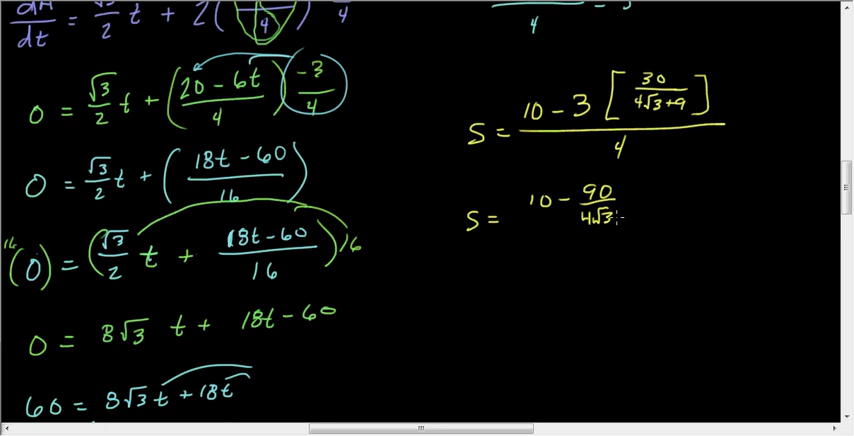 dA/dt = √3/2 t + 2( /4) /4
0 = √3/2 t + (20 - 6t / 4)(-3/4)
0 = √3/2 t + (18t - 60 / 16)
16(0) = (√3/2 t + 18t - 60 / 16)16
0 = 8√3 t + 18t - 60
60 = 8√3 t + 18t
4
S = 10 - 3[30 / 4√3 + 9] / 4
S = 10 - 90 / 4√3